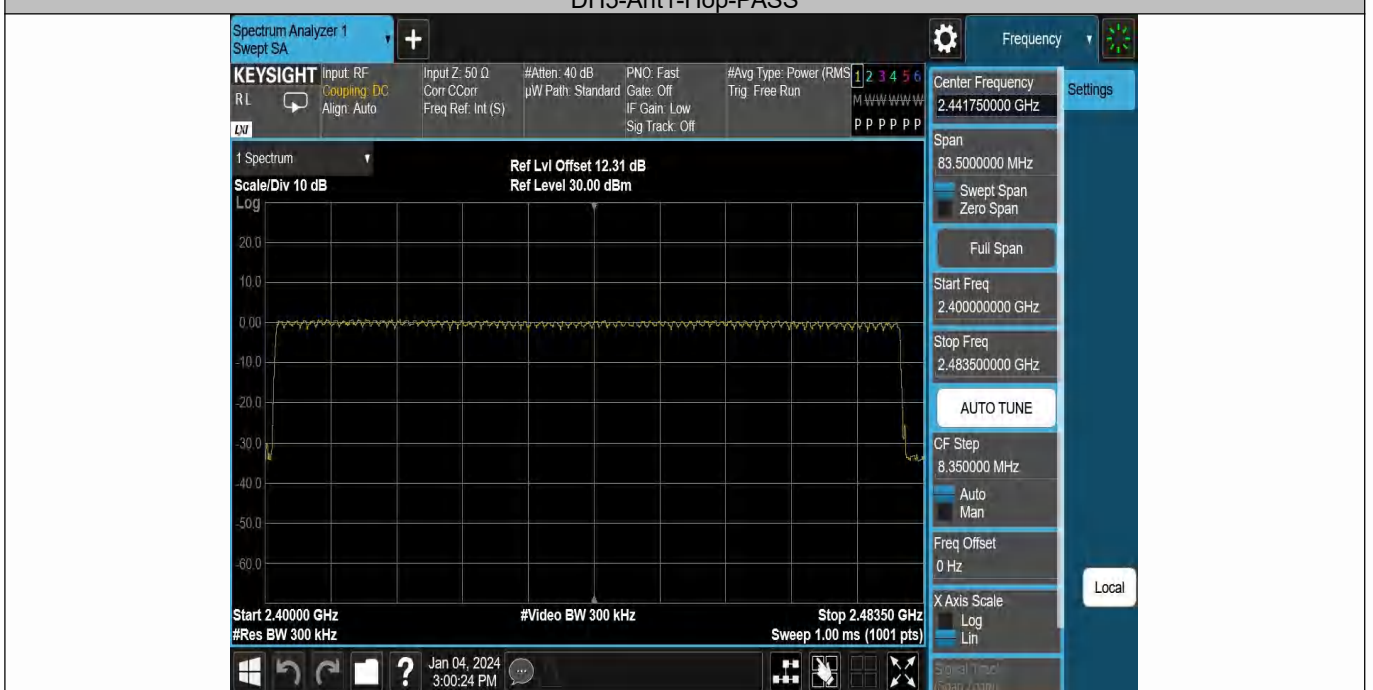 DH5-Ant1-Hop-PASS
Spectrum Analyzer 1
Swept SA
Frequency
KEYSIGHT
RL
LXI
Input: RF
Coupling: DC
Align: Auto
Input Z: 50 Ω
Corr CCorr
Freq Ref: Int (S)
#Atten: 40 dB
µW Path: Standard
PNO: Fast
Gate: Off
IF Gain: Low
Sig Track: Off
#Avg Type: Power (RMS
Trig: Free Run
1 2 3 4 5 6
M W W W W W
P P P P P P
1 Spectrum
Scale/Div 10 dB
Log
Ref Lvl Offset 12.31 dB
Ref Level 30.00 dBm
20.0
10.0
0.00
-10.0
-20.0
-30.0
-40.0
-50.0
-60.0
Start 2.40000 GHz
#Res BW 300 kHz
#Video BW 300 kHz
Stop 2.48350 GHz
Sweep 1.00 ms (1001 pts)
Center Frequency
2.441750000 GHz
Settings
Span
83.5000000 MHz
Swept Span
Zero Span
Full Span
Start Freq
2.400000000 GHz
Stop Freq
2.483500000 GHz
AUTO TUNE
CF Step
8.350000 MHz
Auto
Man
Freq Offset
0 Hz
X Axis Scale
Log
Lin
Local
Signal Track
(Span Zoom)
?
Jan 04, 2024
3:00:24 PM